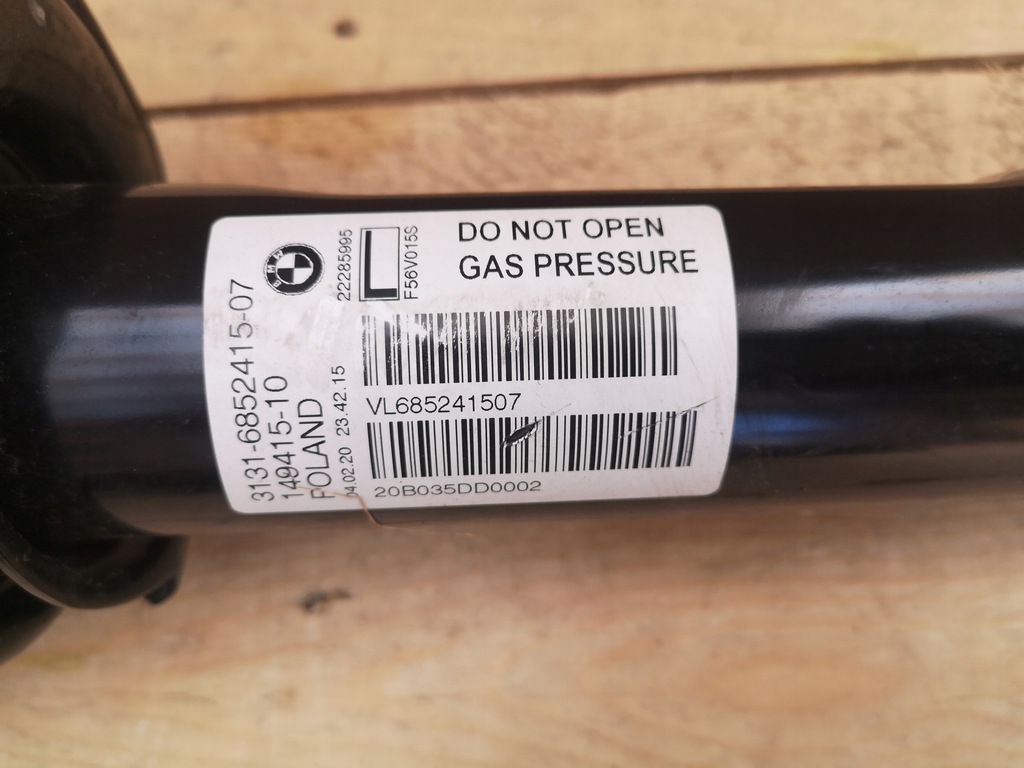 DO NOT OPEN
GAS PRESSURE
BMW
3131-6852415-07
149415-10
POLAND
04.02.20 23.42.15
22285995
L
F56V015S
VL685241507
20B035DD0002